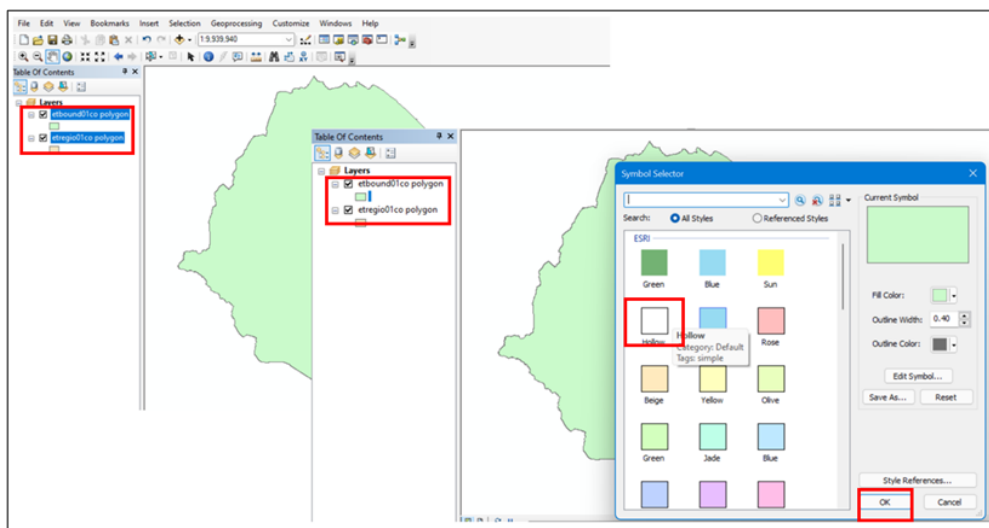 File Edit View Bookmarks Insert Selection Geoprocessing Customize Windows Help
1:9,939,940
Table Of Contents
Layers
etbound01co polygon
etregio01co polygon
Table Of Contents
Layers
etbound01co polygon
etregio01co polygon
Symbol Selector
Search: All Styles Referenced Styles
ESRI
Green Blue Sun
Hollow Rose
Hollow
Category: Default
Tags: simple
Beige Yellow Olive
Green Jade Blue
Current Symbol
Fill Color:
Outline Width: 0.40
Outline Color:
Edit Symbol...
Save As... Reset
Style References...
OK Cancel